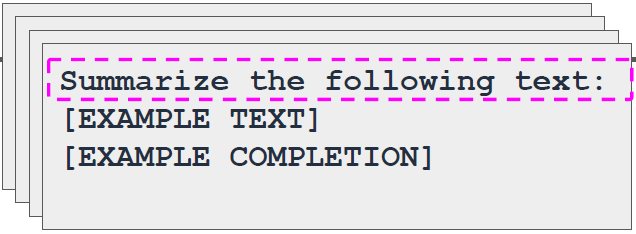 Summarize the following text:
[EXAMPLE TEXT]
[EXAMPLE COMPLETION]